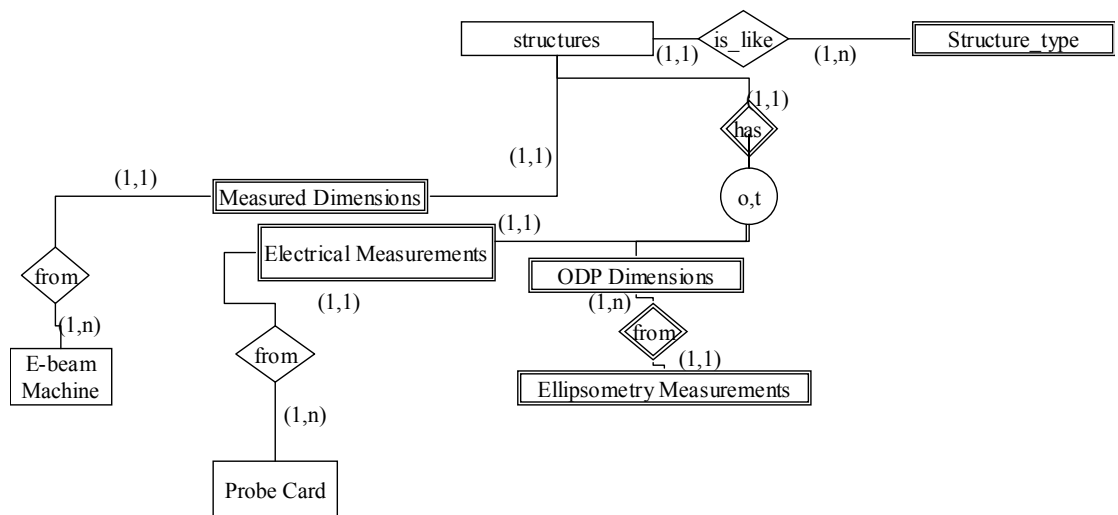 structures
is_like
Structure_type
(1,1)
(1,n)
(1,1)
has
(1,1)
(1,1)
Measured Dimensions
o,t
(1,1)
Electrical Measurements
from
ODP Dimensions
(1,1)
(1,n)
(1,n)
from
E-beam
Machine
from
(1,1)
Ellipsometry Measurements
(1,n)
Probe Card